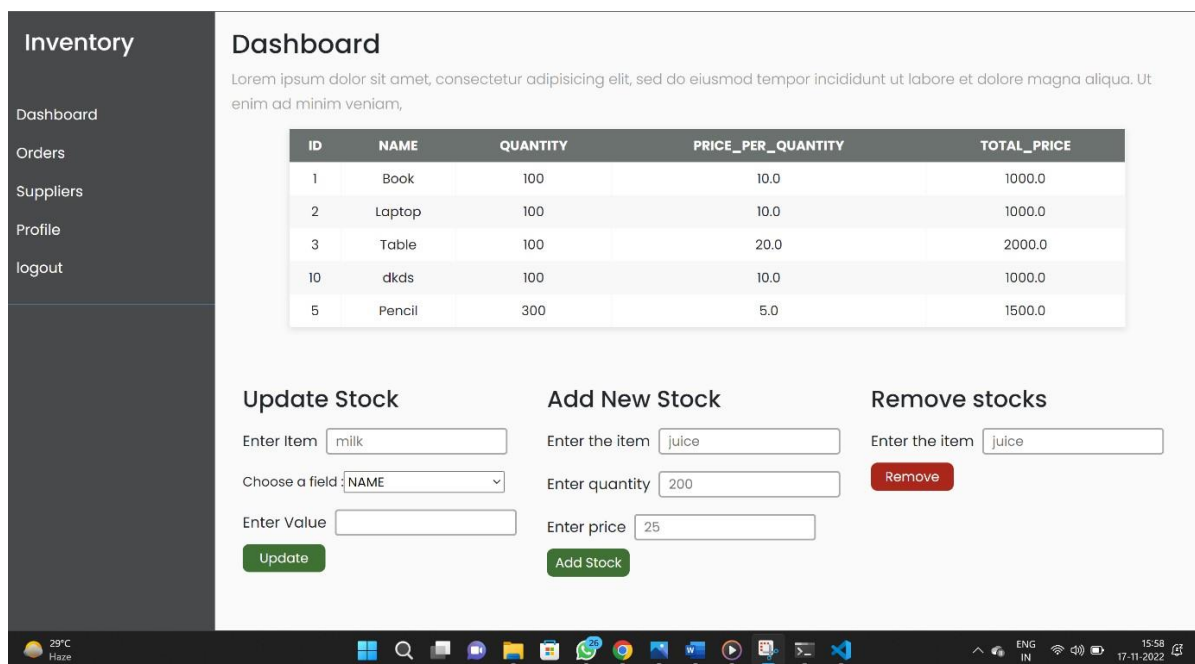 Inventory
Dashboard
Orders
Suppliers
Profile
logout
Dashboard
Lorem ipsum dolor sit amet, consectetur adipisicing elit, sed do eiusmod tempor incididunt ut labore et dolore magna aliqua. Ut
enim ad minim veniam,
ID NAME QUANTITY PRICE_PER_QUANTITY TOTAL_PRICE
1 Book 100 10.0 1000.0
2 Laptop 100 10.0 1000.0
3 Table 100 20.0 2000.0
10 dkds 100 10.0 1000.0
5 Pencil 300 5.0 1500.0
Update Stock
Enter Item milk
Choose a field : NAME
Enter Value
Update
Add New Stock
Enter the item juice
Enter quantity 200
Enter price 25
Add Stock
Remove stocks
Enter the item juice
Remove
29°C
Haze
26
ENG
IN
15:58
17-11-2022